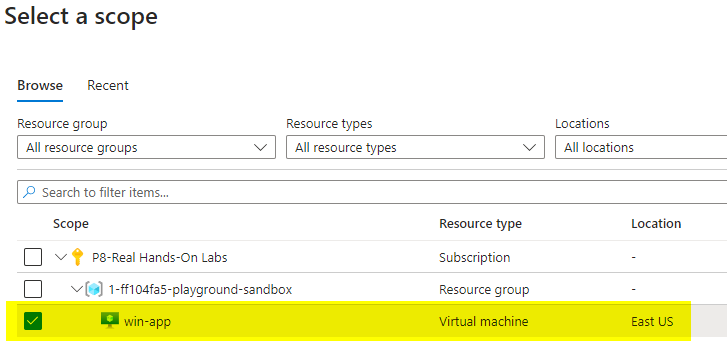 Select a scope
Browse Recent
Resource group Resource types Locations
All resource groups All resource types All locations
Search to filter items...
Scope Resource type Location
P8-Real Hands-On Labs Subscription -
1-ff104fa5-playground-sandbox Resource group -
win-app Virtual machine East US